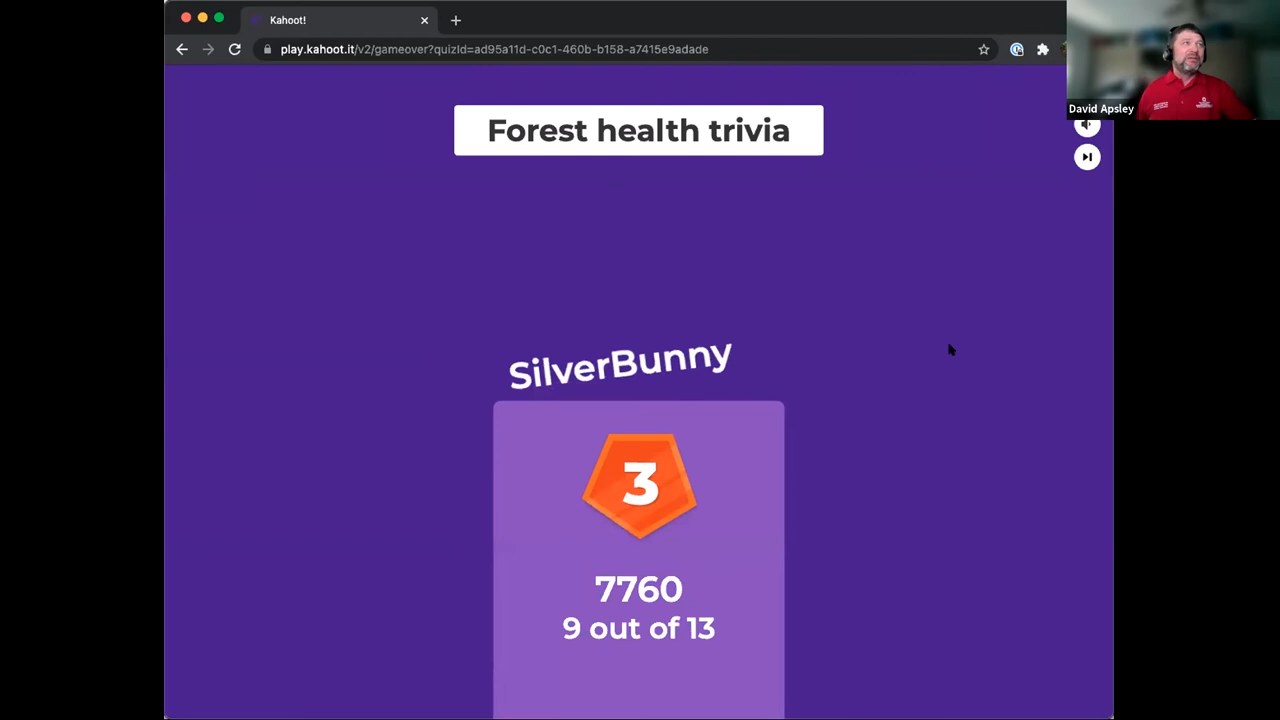 Kahoot!
play.kahoot.it/v2/gameover?quizId=ad95a11d-c0c1-460b-b158-a7415e9adade
David Apsley
Forest health trivia
SilverBunny
3
7760
9 out of 13